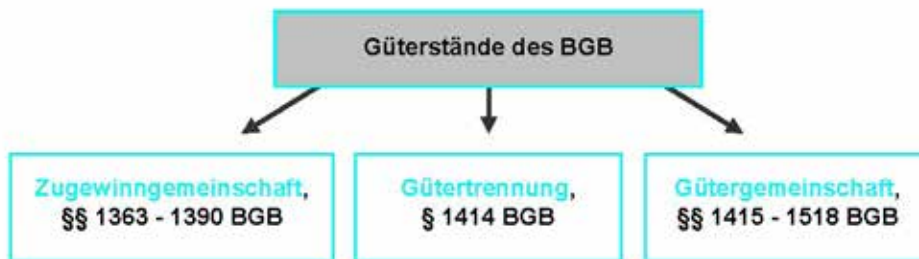 Güterstände des BGB
Zugewinngemeinschaft,
§§ 1363 - 1390 BGB
Gütertrennung,
§ 1414 BGB
Gütergemeinschaft,
§§ 1415 - 1518 BGB